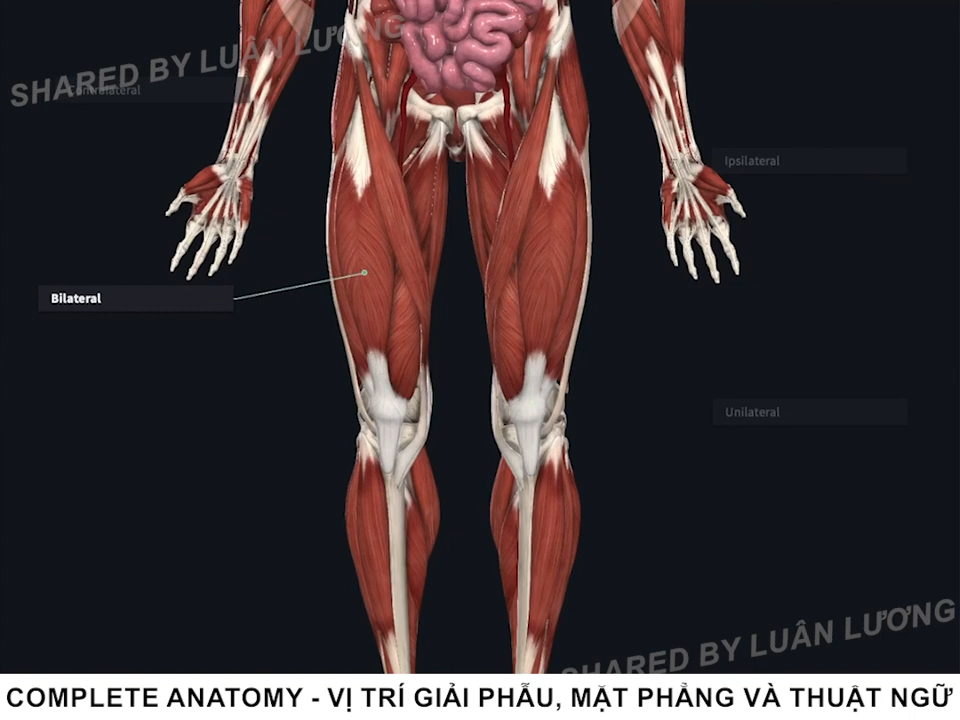 SHARED BY LUÂN LƯƠNG
Contralateral
Ipsilateral
Bilateral
Unilateral
SHARED BY LUÂN LƯƠNG
COMPLETE ANATOMY - VỊ TRÍ GIẢI PHẪU, MẶT PHẲNG VÀ THUẬT NGỮ